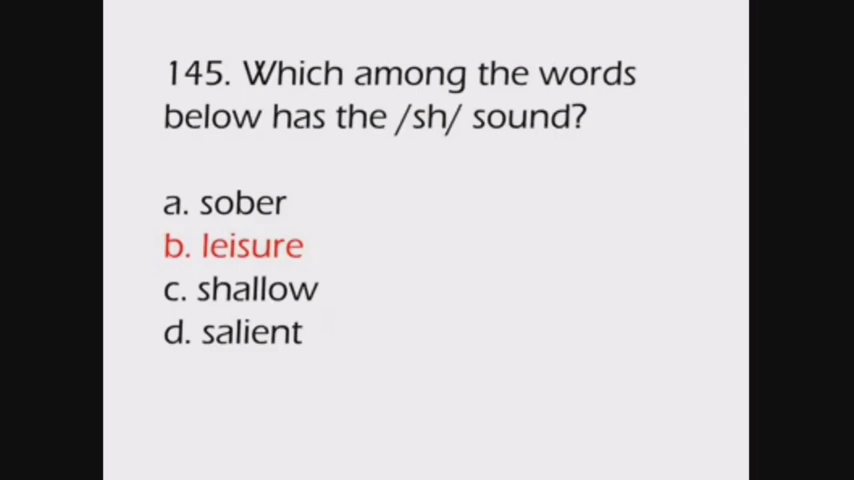 145. Which among the words
below has the /sh/ sound?
a. sober
b. leisure
c. shallow
d. salient